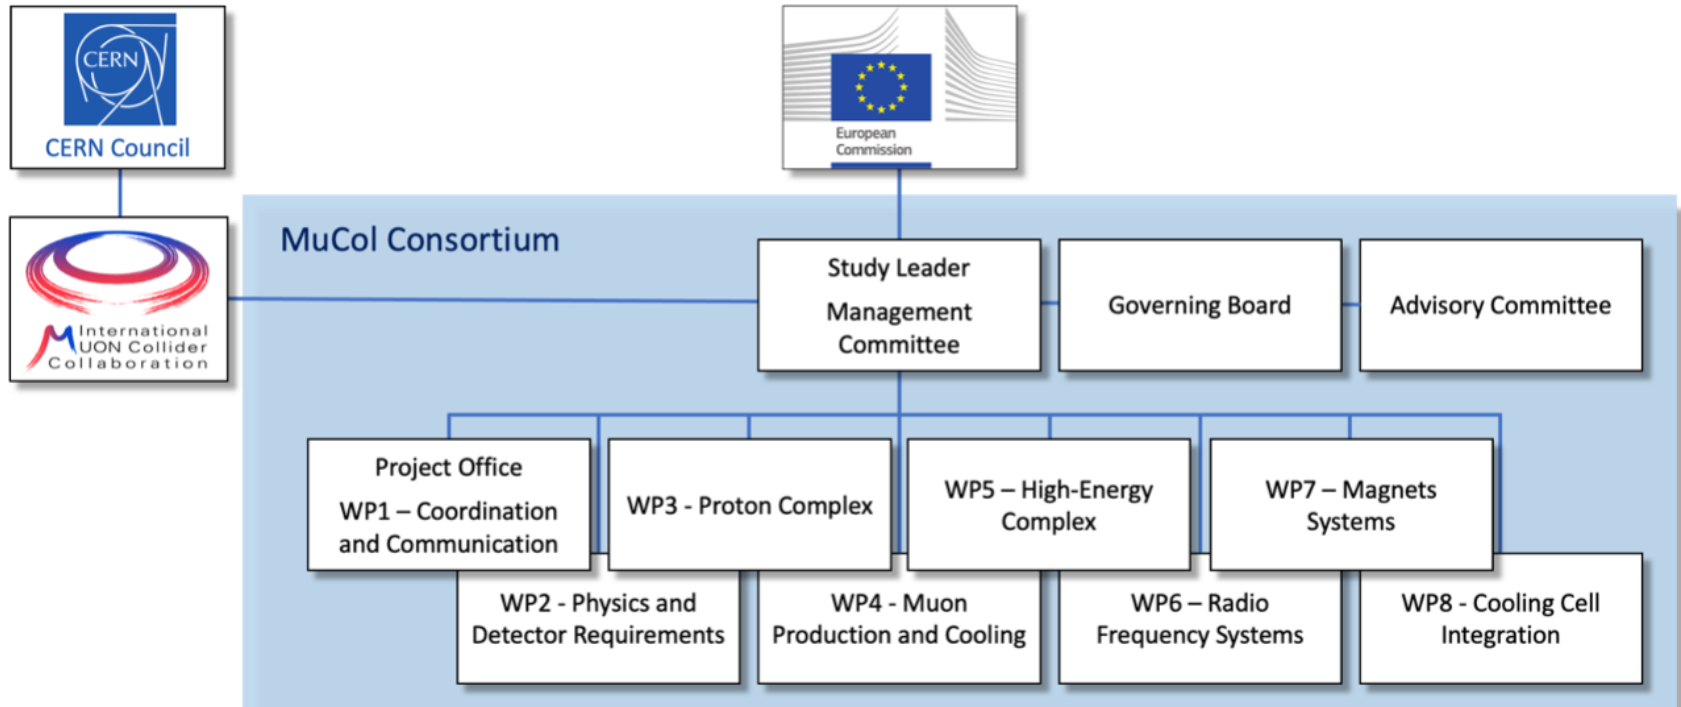 CERN
CERN Council
European
Commission
International
MUON Collider
Collaboration
MuCol Consortium
Study Leader
Management
Committee
Governing Board
Advisory Committee
Project Office
WP1 – Coordination
and Communication
WP3 - Proton Complex
WP5 – High-Energy
Complex
WP7 – Magnets
Systems
WP2 - Physics and
Detector Requirements
WP4 - Muon
Production and Cooling
WP6 – Radio
Frequency Systems
WP8 - Cooling Cell
Integration